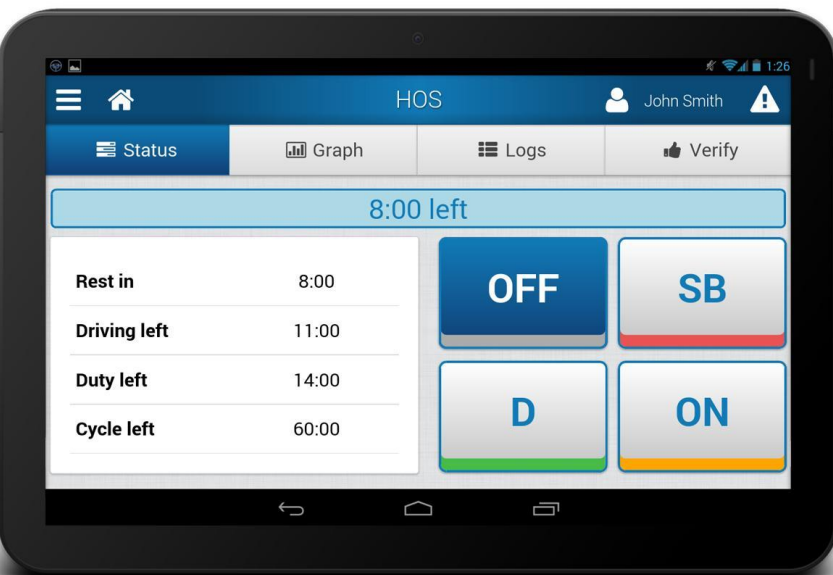 1:26
HOS
John Smith
Status
Graph
Logs
Verify
8:00 left
Rest in 8:00
Driving left 11:00
Duty left 14:00
Cycle left 60:00
OFF
SB
D
ON